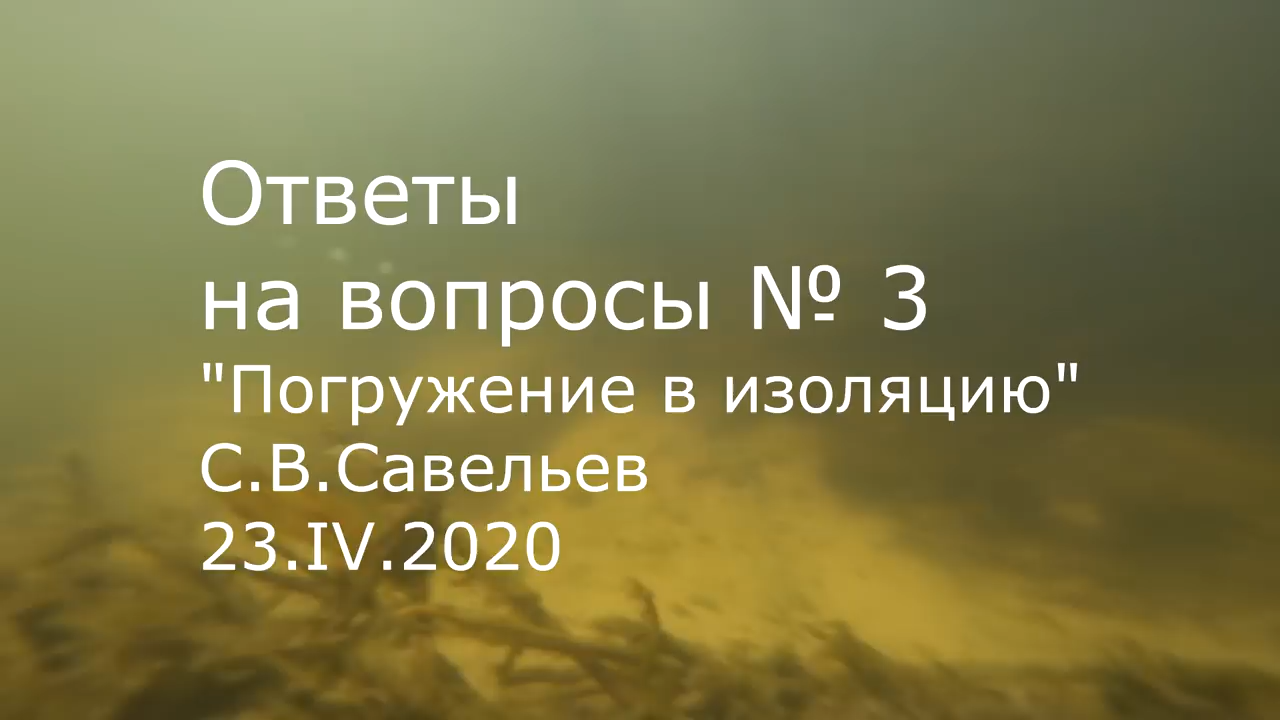 Ответы
на вопросы № 3
"Погружение в изоляцию"
С.В.Савельев
23.IV.2020